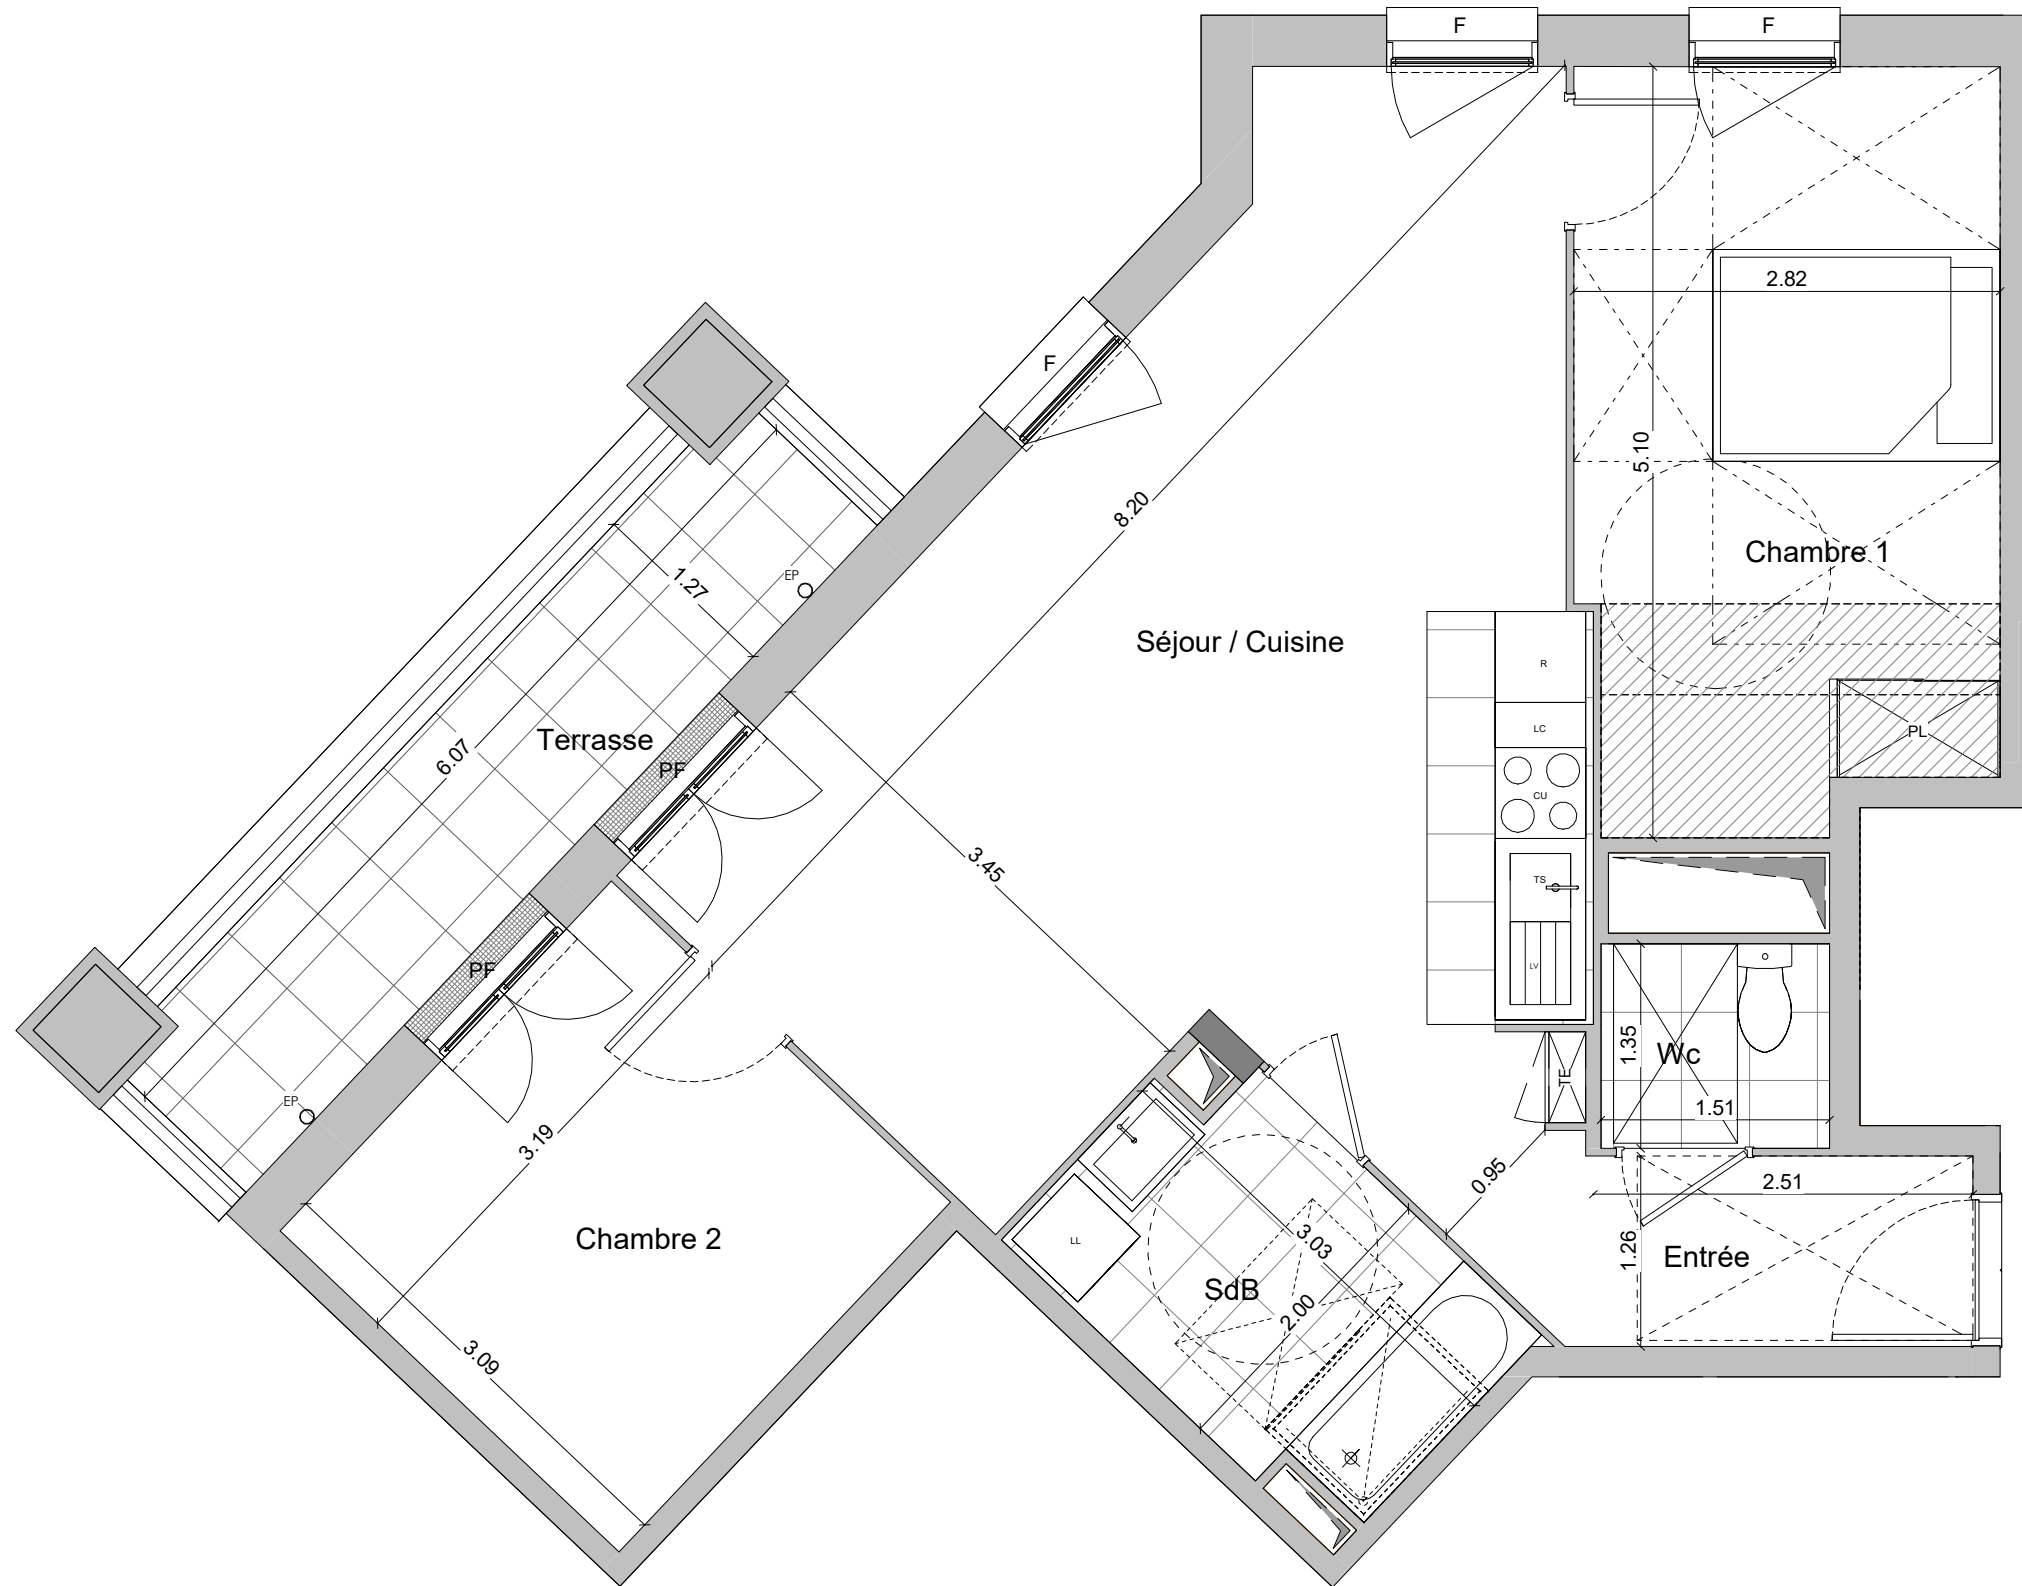 F
F
2.82
F
5.10
8.20
Chambre 1
EP
1.27
Séjour / Cuisine
R
LC
PL
Terrasse
6.07
PF
CU
3.45
TS
PF
LV
Wc
1.35
TE
1.51
EP
3.19
0.95
2.51
Chambre 2
LL
3.03
1.26
Entrée
SdB
2.00
3.09